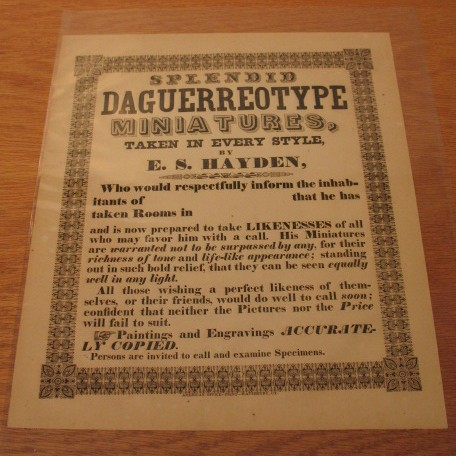 SPLENDID
DAGUERREOTYPE
MINIATURES,
TAKEN IN EVERY STYLE,
BY
E. S. HAYDEN,
Who would respectfully inform the inhab-
itants of that he has
taken Rooms in
and is now prepared to take LIKENESSES of all
who may favor him with a call. His Miniatures
are warranted not to be surpassed by any, for their
richness of tone and life-like appearance; standing
out in such bold relief, that they can be seen equally
well in any light.
All those wishing a perfect likeness of them-
selves, or their friends, would do well to call soon;
confident that neither the Pictures nor the Price
will fail to suit.
☞ Paintings and Engravings ACCURATE-
LY COPIED.
Persons are invited to call and examine Specimens.